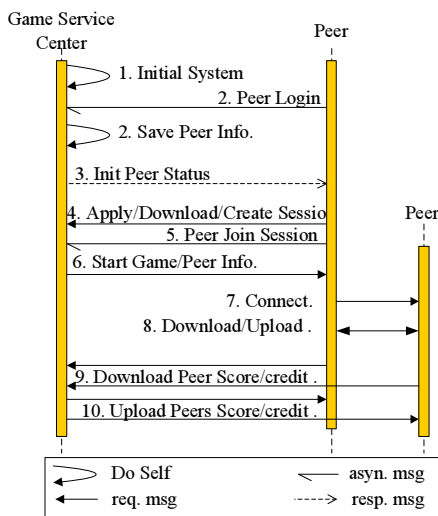 Game Service
Center
Peer
1. Initial System
2. Peer Login
2. Save Peer Info.
3. Init Peer Status
4. Apply/Download/Create Sessio
Peer
5. Peer Join Session
6. Start Game/Peer Info.
7. Connect.
8. Download/Upload .
9. Download Peer Score/credit .
10. Upload Peers Score/credit .
Do Self
asyn. msg
req. msg
resp. msg